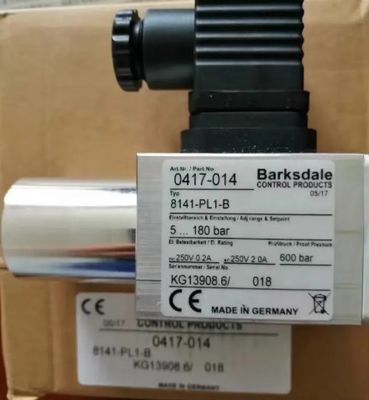 Art.Nr. / Part No.
0417-014
Barksdale
CONTROL PRODUCTS
05/17
Typ
8141-PL1-B
Einstellbereich & Einstellung / Adj range & Setpoint
5 ... 180 bar
El. Belastbarkeit / El. Rating
Prüfdruck / Proof Pressure
250V 0.2A
250V 2.0A
600 bar
Seriennummer / Serial No
KG13908.6/ 018
CE
MADE IN GERMANY
CE
05/17
CONTROL PRODUCTS
0417-014
8141-PL1-B
KG13908.6/ 018
MADE IN GERMANY